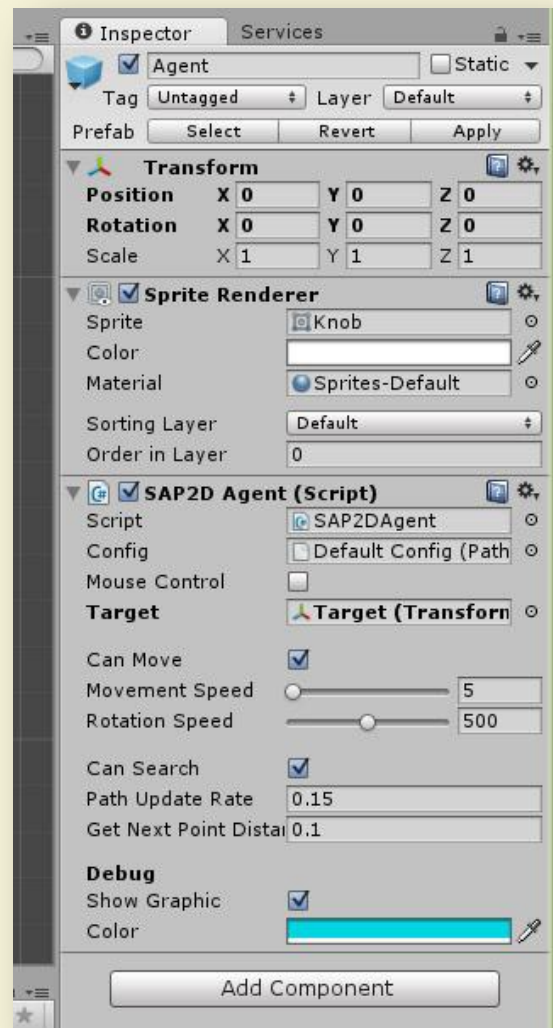 Inspector Services
Agent Static
Tag Untagged Layer Default
Prefab Select Revert Apply
Transform
Position X 0 Y 0 Z 0
Rotation X 0 Y 0 Z 0
Scale X 1 Y 1 Z 1
Sprite Renderer
Sprite Knob
Color
Material Sprites-Default
Sorting Layer Default
Order in Layer 0
SAP2D Agent (Script)
Script SAP2DAgent
Config Default Config (Path
Mouse Control
Target Target (Transforn
Can Move
Movement Speed 5
Rotation Speed 500
Can Search
Path Update Rate 0.15
Get Next Point Distai 0.1
Debug
Show Graphic
Color
Add Component